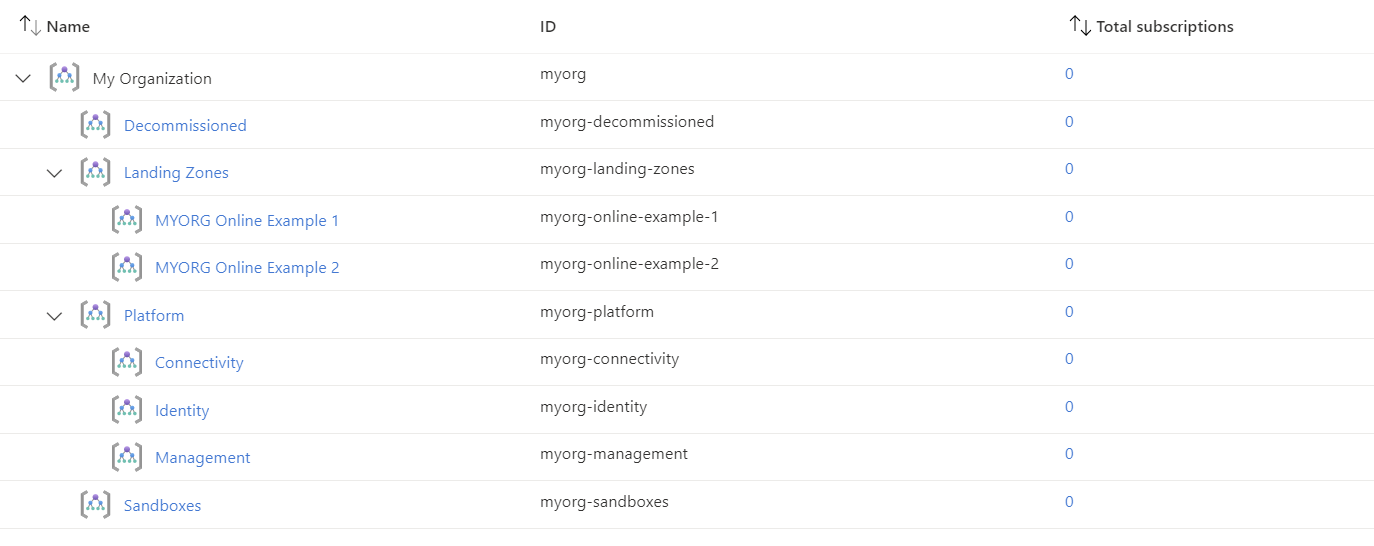 Name ID Total subscriptions
My Organization myorg 0
Decommissioned myorg-decommissioned 0
Landing Zones myorg-landing-zones 0
MYORG Online Example 1 myorg-online-example-1 0
MYORG Online Example 2 myorg-online-example-2 0
Platform myorg-platform 0
Connectivity myorg-connectivity 0
Identity myorg-identity 0
Management myorg-management 0
Sandboxes myorg-sandboxes 0